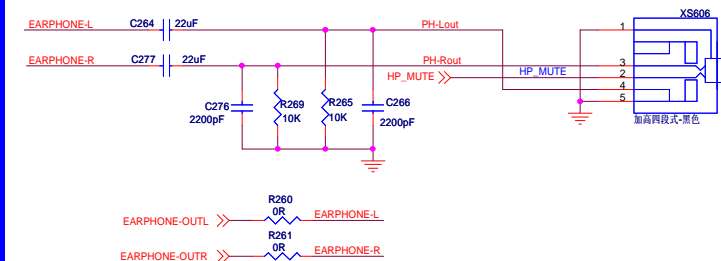 XS606
EARPHONE-L
C264
22uF
PH-Lout
1
EARPHONE-R
C277
22uF
PH-Rout
3
HP_MUTE
HP_MUTE
2
4
5
C276
2200pF
R269
10K
R265
10K
C266
2200pF
加高四段式-黑色
R260
0R
EARPHONE-OUTL
EARPHONE-L
R261
0R
EARPHONE-OUTR
EARPHONE-R